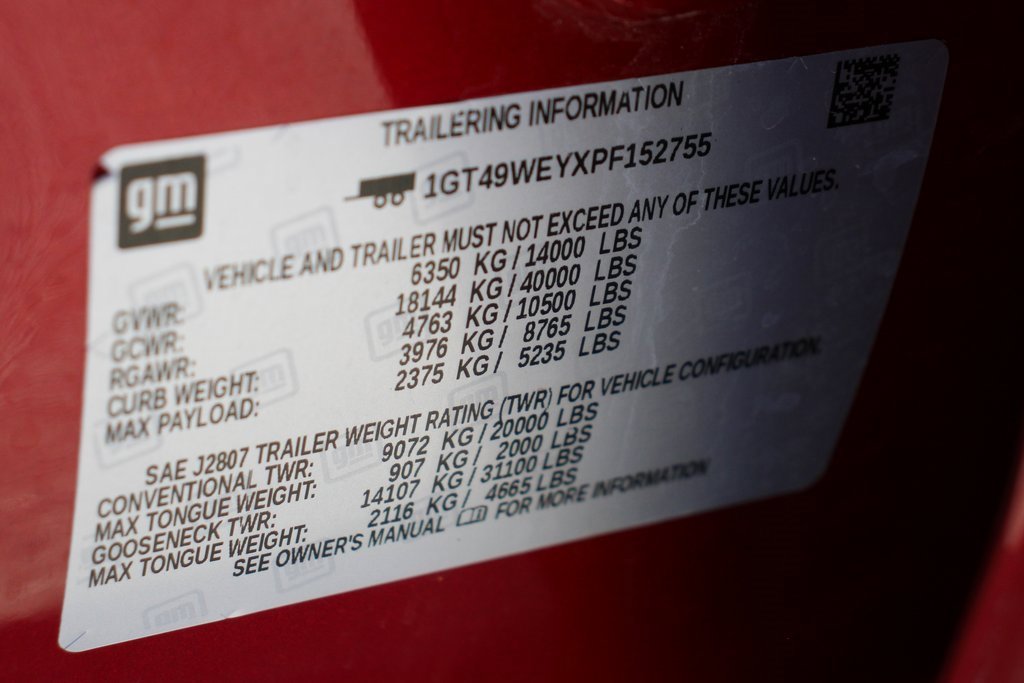 TRAILERING INFORMATION
gm
1GT49WEYXPF152755
VEHICLE AND TRAILER MUST NOT EXCEED ANY OF THESE VALUES.
GVWR: 6350 KG / 14000 LBS
GCWR: 18144 KG / 40000 LBS
RGAWR: 4763 KG / 10500 LBS
CURB WEIGHT: 3976 KG / 8765 LBS
MAX PAYLOAD: 2375 KG / 5235 LBS
SAE J2807 TRAILER WEIGHT RATING (TWR) FOR VEHICLE CONFIGURATION.
CONVENTIONAL TWR: 9072 KG / 20000 LBS
MAX TONGUE WEIGHT: 907 KG / 2000 LBS
GOOSENECK TWR: 14107 KG / 31100 LBS
MAX TONGUE WEIGHT: 2116 KG / 4665 LBS
SEE OWNER'S MANUAL FOR MORE INFORMATION